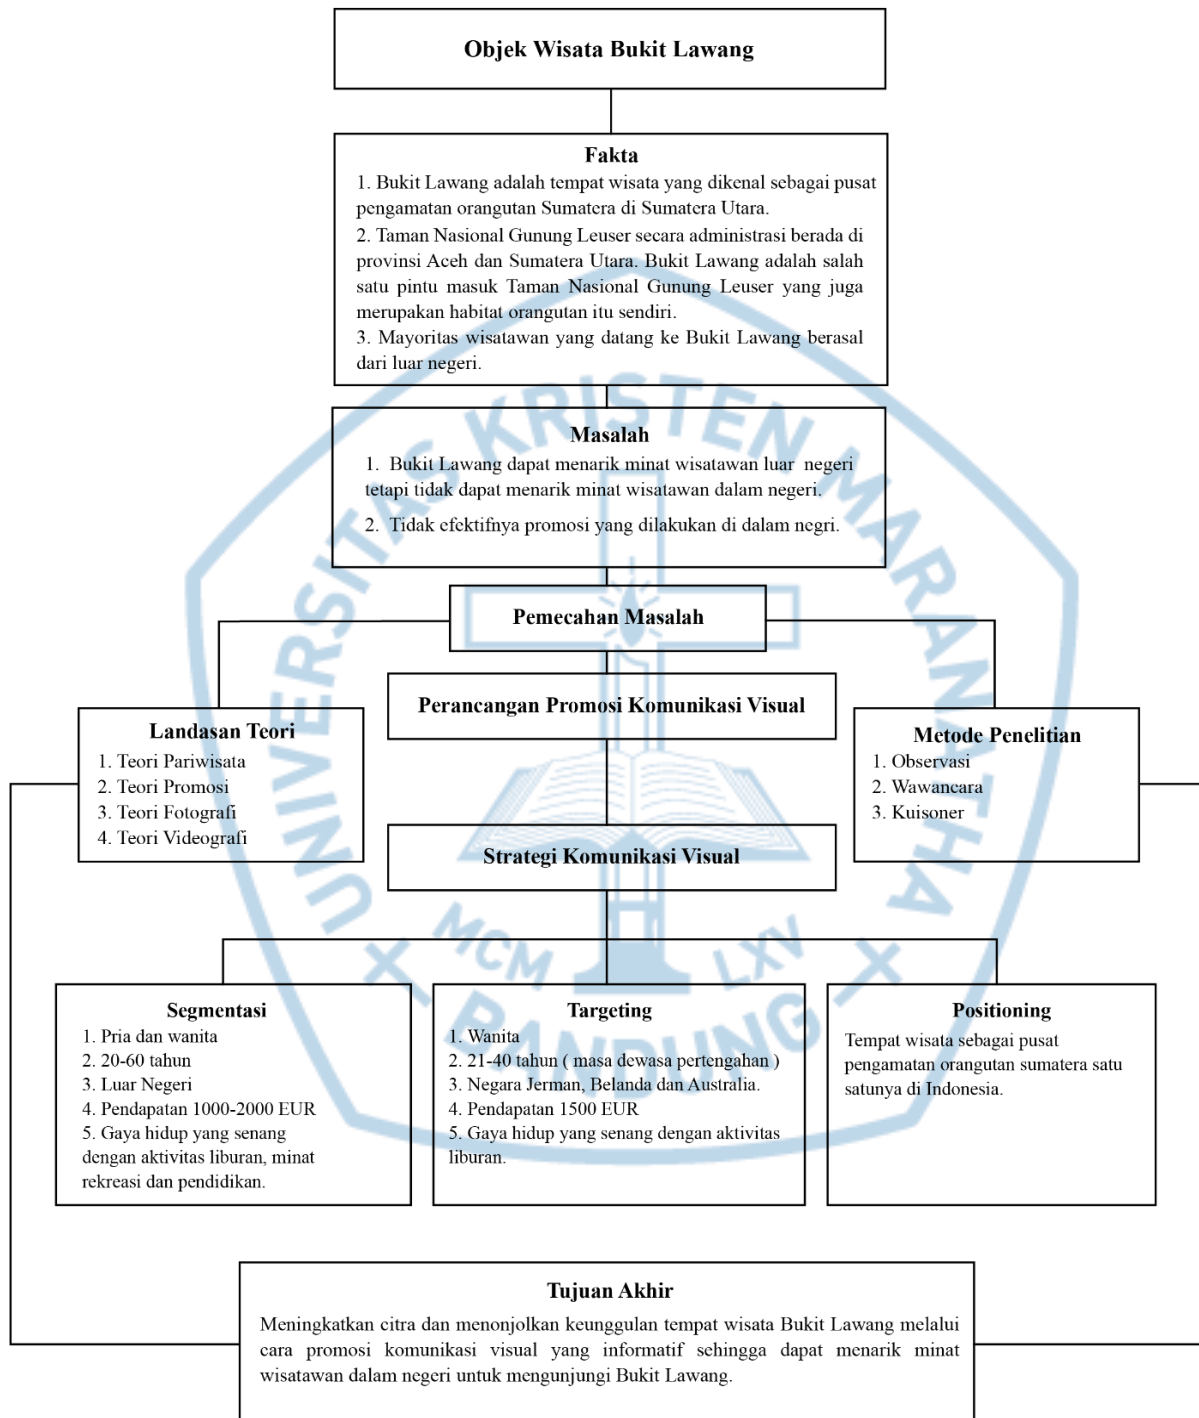 Objek Wisata Bukit Lawang
Fakta
1. Bukit Lawang adalah tempat wisata yang dikenal sebagai pusat
pengamatan orangutan Sumatera di Sumatera Utara.
2. Taman Nasional Gunung Leuser secara administrasi berada di
provinsi Aceh dan Sumatera Utara. Bukit Lawang adalah salah
satu pintu masuk Taman Nasional Gunung Leuser yang juga
merupakan habitat orangutan itu sendiri.
3. Mayoritas wisatawan yang datang ke Bukit Lawang berasal
dari luar negeri.
Masalah
1. Bukit Lawang dapat menarik minat wisatawan luar negeri
tetapi tidak dapat menarik minat wisatawan dalam negeri.
2. Tidak efektifnya promosi yang dilakukan di dalam negri.
Pemecahan Masalah
Perancangan Promosi Komunikasi Visual
Landasan Teori
1. Teori Pariwisata
2. Teori Promosi
3. Teori Fotografi
4. Teori Videografi
Metode Penelitian
1. Observasi
2. Wawancara
3. Kuisoner
Strategi Komunikasi Visual
Segmentasi
1. Pria dan wanita
2. 20-60 tahun
3. Luar Negeri
4. Pendapatan 1000-2000 EUR
5. Gaya hidup yang senang
dengan aktivitas liburan, minat
rekreasi dan pendidikan.
Targeting
1. Wanita
2. 21-40 tahun ( masa dewasa pertengahan )
3. Negara Jerman, Belanda dan Australia.
4. Pendapatan 1500 EUR
5. Gaya hidup yang senang dengan aktivitas
liburan.
Positioning
Tempat wisata sebagai pusat
pengamatan orangutan sumatera satu
satunya di Indonesia.
Tujuan Akhir
Meningkatkan citra dan menonjolkan keunggulan tempat wisata Bukit Lawang melalui
cara promosi komunikasi visual yang informatif sehingga dapat menarik minat
wisatawan dalam negeri untuk mengunjungi Bukit Lawang.
UNIVERSITAS KRISTEN MARANATHA
MCM LXV
BANDUNG